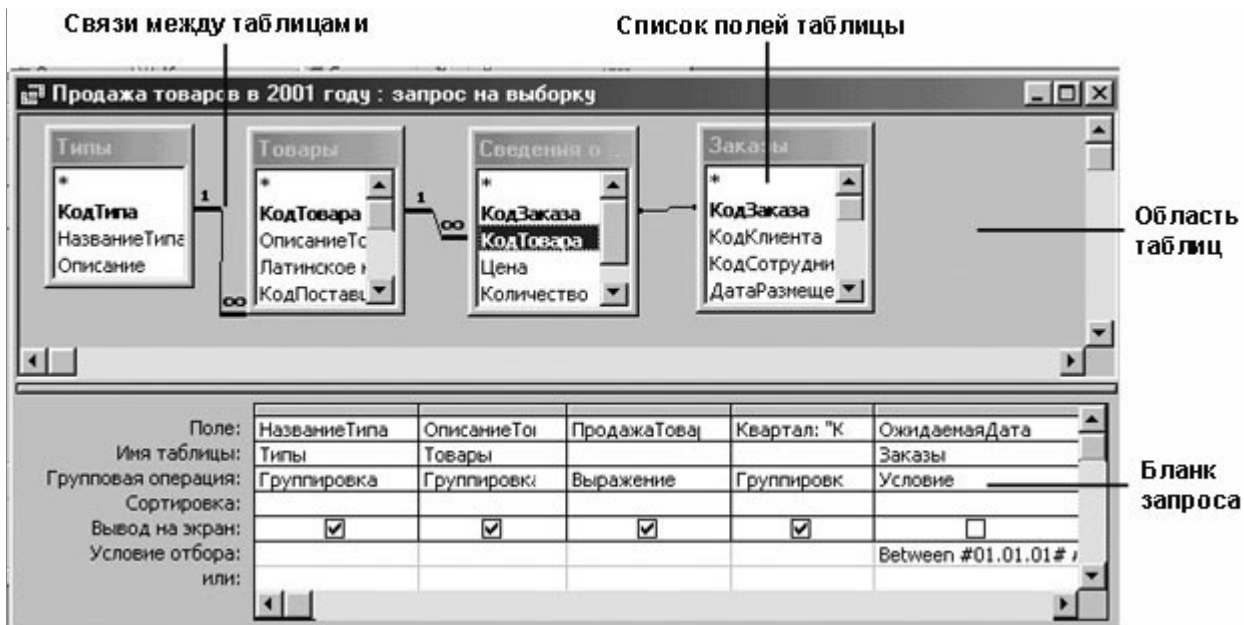 Связи между таблицами
Список полей таблицы
Продажа товаров в 2001 году : запрос на выборку
Типы
*
КодТипа
НазваниеТипа
Описание
Товары
*
КодТовара
ОписаниеТо
Латинское н
КодПостав
Сведения о ...
*
КодЗаказа
КодТовара
Цена
Количество
Заказы
*
КодЗаказа
КодКлиента
КодСотрудни
ДатаРазмеще
1
∞
1
∞
Область
таблиц
Поле: НазваниеТипа ОписаниеТо ПродажаТовар Квартал: "К ОжидаемаяДата
Имя таблицы: Типы Товары Заказы
Групповая операция: Группировка Группировка Выражение Группировк Условие
Сортировка:
Вывод на экран:
Условие отбора: Between #01.01.01#
или:
Бланк
запроса